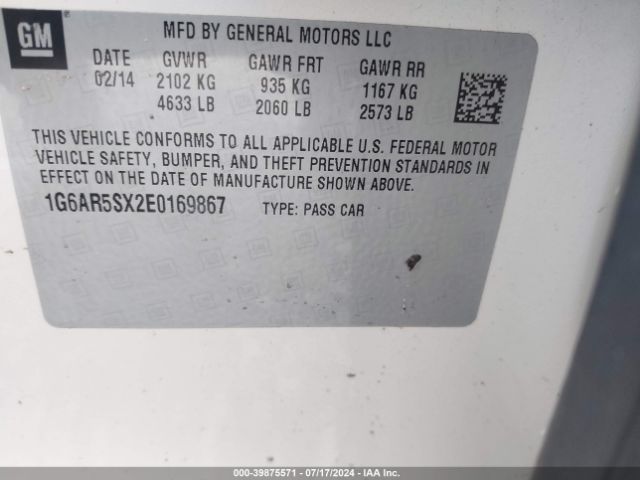 GM
MFD BY GENERAL MOTORS LLC
DATE GVWR GAWR FRT GAWR RR
02/14 2102 KG 935 KG 1167 KG
4633 LB 2060 LB 2573 LB
THIS VEHICLE CONFORMS TO ALL APPLICABLE U.S. FEDERAL MOTOR
VEHICLE SAFETY, BUMPER, AND THEFT PREVENTION STANDARDS IN
EFFECT ON THE DATE OF MANUFACTURE SHOWN ABOVE.
1G6AR5SX2E0169867 TYPE: PASS CAR
000-39875571 - 07/17/2024 - IAA Inc.